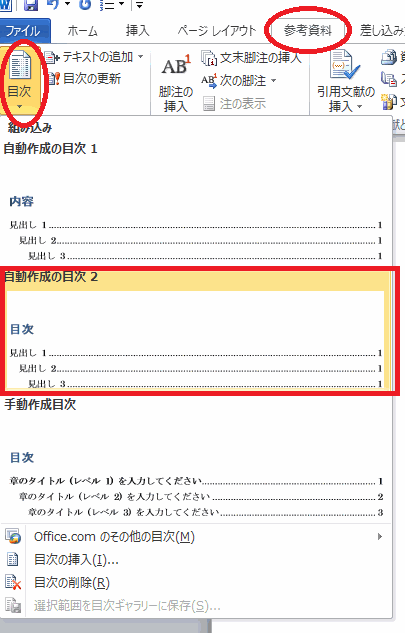 ファイル ホーム 挿入 ページ レイアウト 参考資料 差し込み
テキストの追加
目次の更新
目次
AB1
脚注の
挿入
文末脚注の挿入
次の脚注
注の表示
引用文献の
挿入
組み込み
自動作成の目次 1
内容
見出し 1 1
見出し 2 1
見出し 3 1
自動作成の目次 2
目次
見出し 1 1
見出し 2 1
見出し 3 1
手動作成目次
目次
章のタイトル (レベル 1) を入力してください 1
章のタイトル (レベル 2) を入力してください 2
章のタイトル (レベル 3) を入力してください 3
Office.com のその他の目次(M)
目次の挿入(I)...
目次の削除(R)
選択範囲を目次ギャラリーに保存(S)...